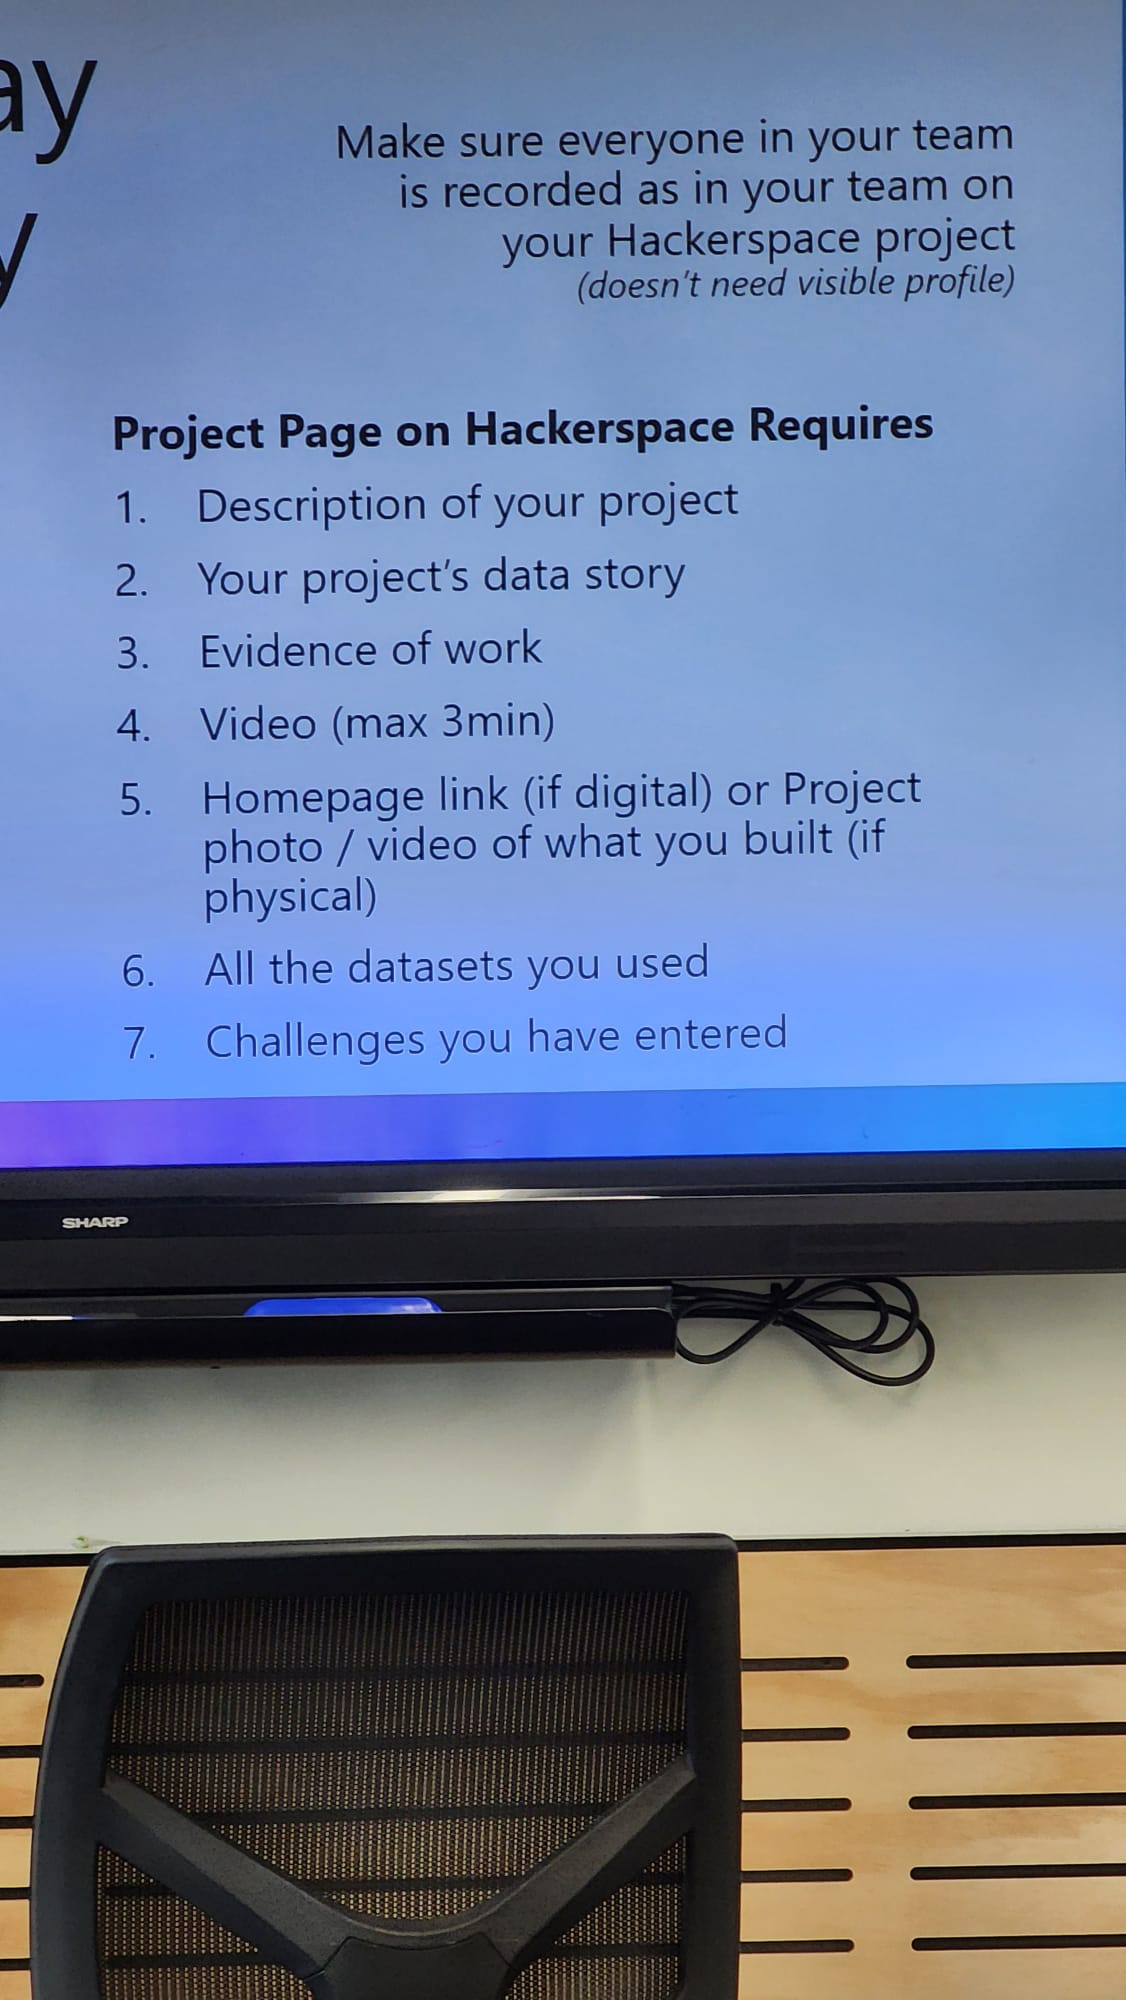 ay
y
Make sure everyone in your team
is recorded as in your team on
your Hackerspace project
(doesn't need visible profile)
Project Page on Hackerspace Requires
1. Description of your project
2. Your project's data story
3. Evidence of work
4. Video (max 3min)
5. Homepage link (if digital) or Project
photo / video of what you built (if
physical)
6. All the datasets you used
7. Challenges you have entered
SHARP